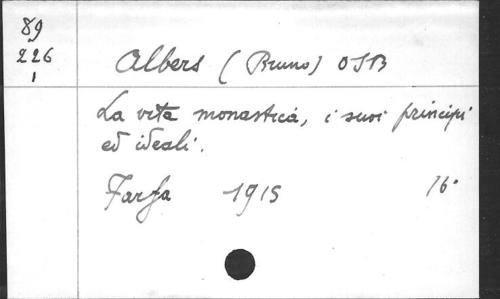 89
226
1
Albers (Bruno) OSB
La vita monastica, i suoi principi
ed ideali.
Farfa 1915 16°